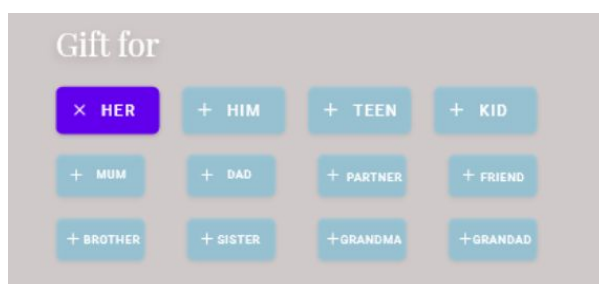 Gift for
× HER + HIM + TEEN + KID
+ MUM + DAD + PARTNER + FRIEND
+ BROTHER + SISTER +GRANDMA +GRANDAD